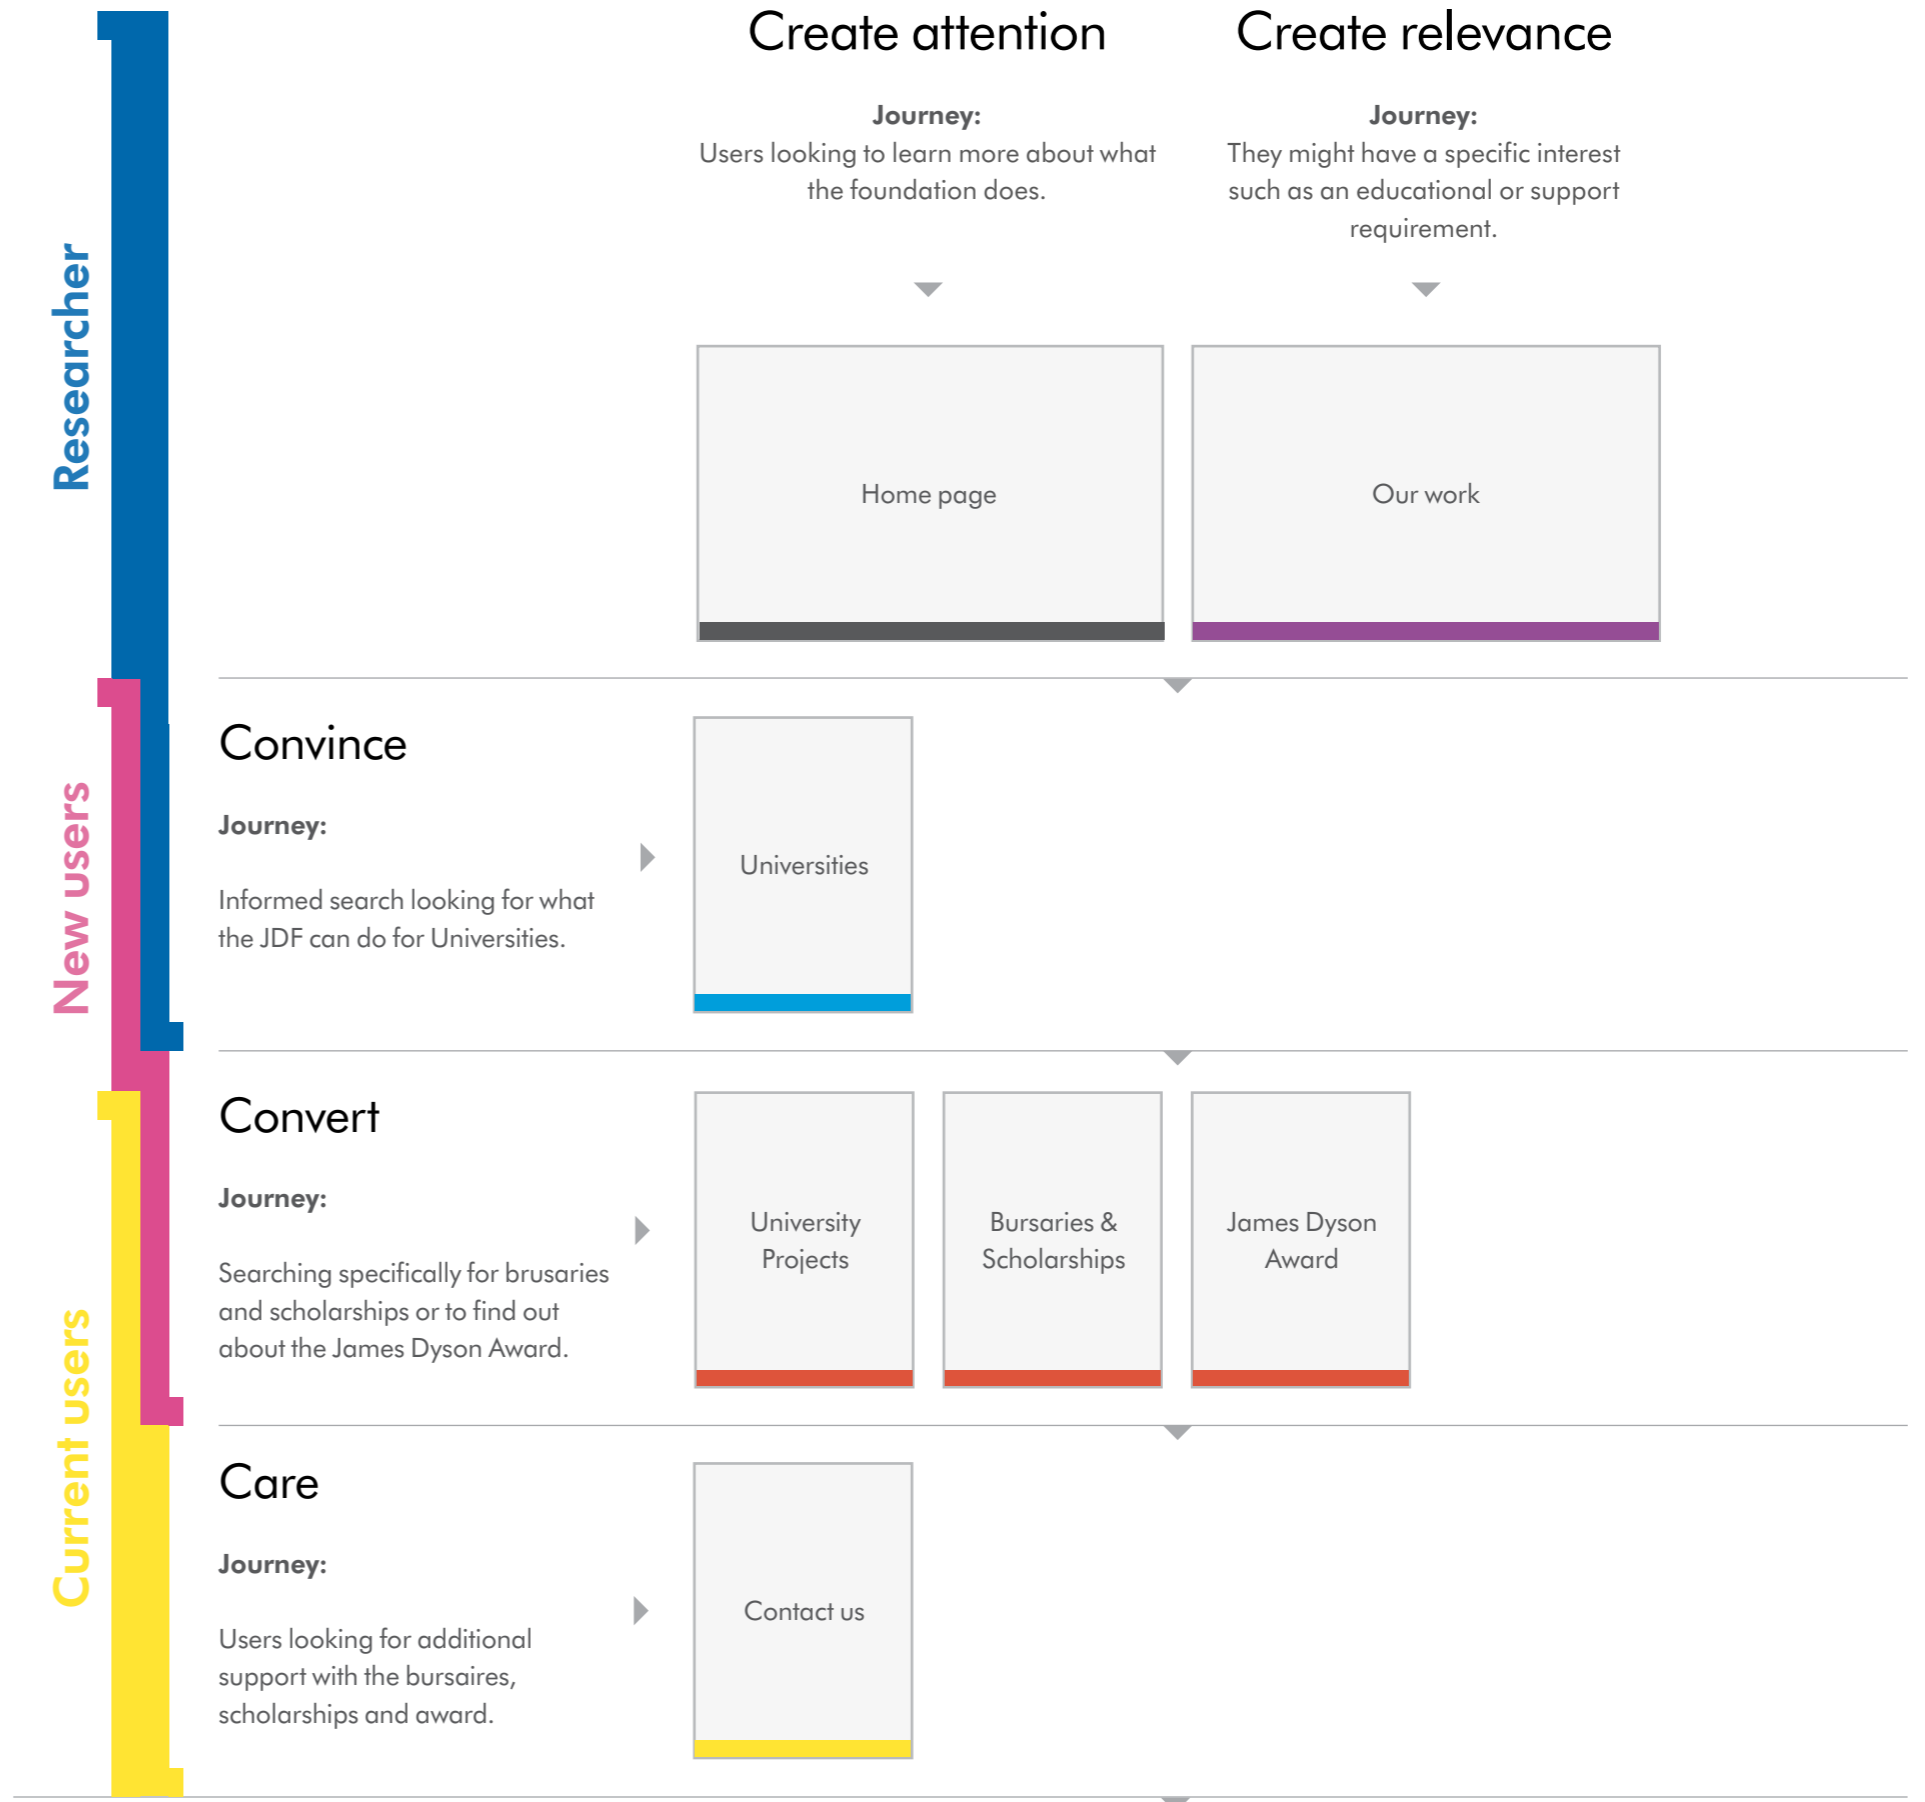 Create attention
Journey:
Users looking to learn more about what
the foundation does.
Create relevance
Journey:
They might have a specific interest
such as an educational or support
requirement.
Researcher
Home page
Our work
New users
Convince
Journey:
Informed search looking for what
the JDF can do for Universities.
Universities
Convert
Journey:
Searching specifically for brusaries
and scholarships or to find out
about the James Dyson Award.
University
Projects
Bursaries &
Scholarships
James Dyson
Award
Current users
Care
Journey:
Users looking for additional
support with the bursaires,
scholarships and award.
Contact us